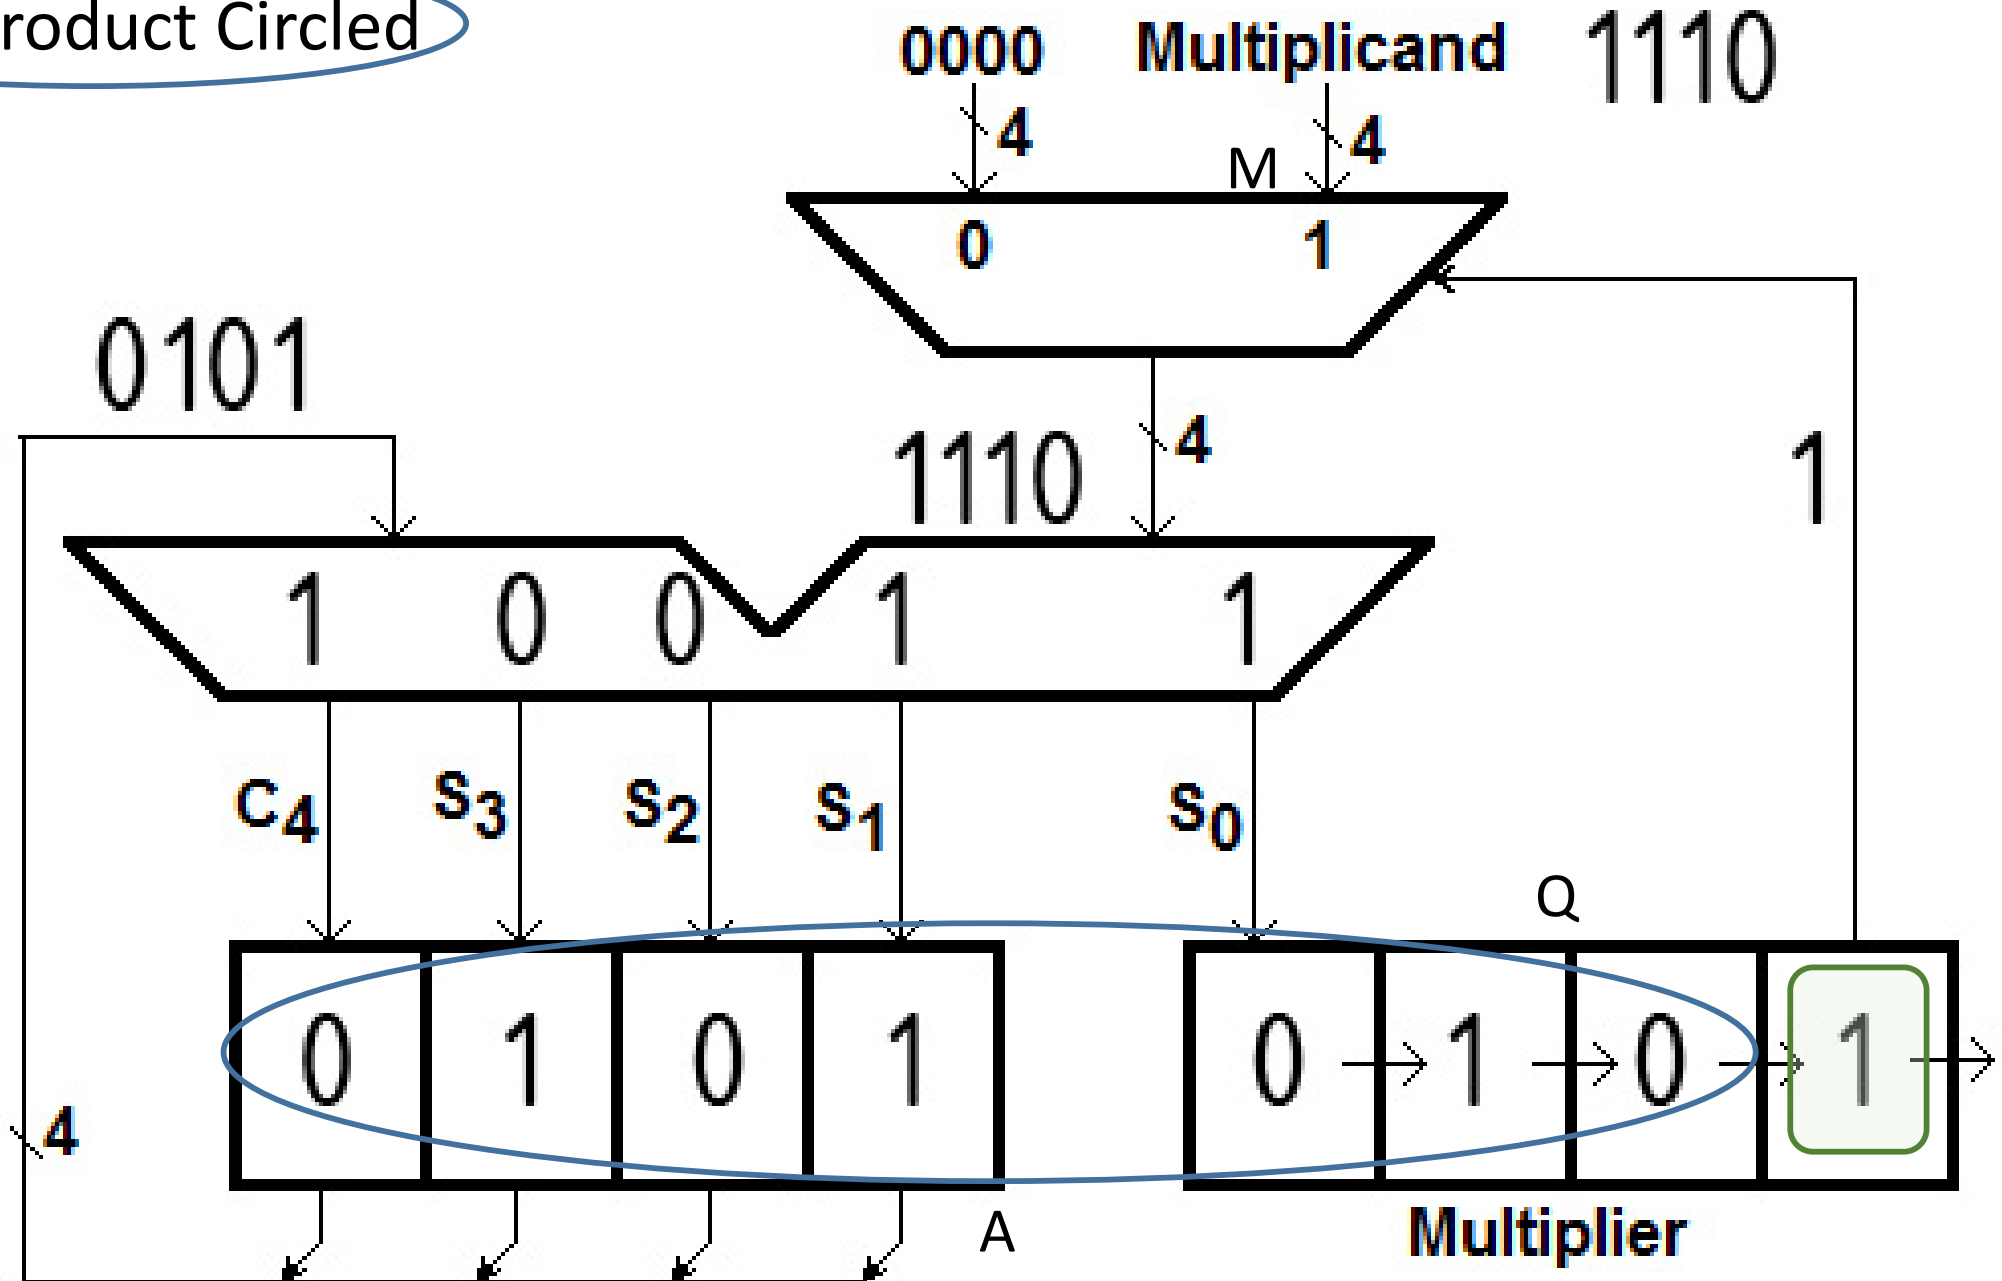 roduct Circled
0000 Multiplicand 1110
4 4
M
0 1
0101
4
1110 1
1 0 0 1 1
C4 S3 S2 S1 S0
Q
0 1 0 1 0 1 0 1
4
A
Multiplier